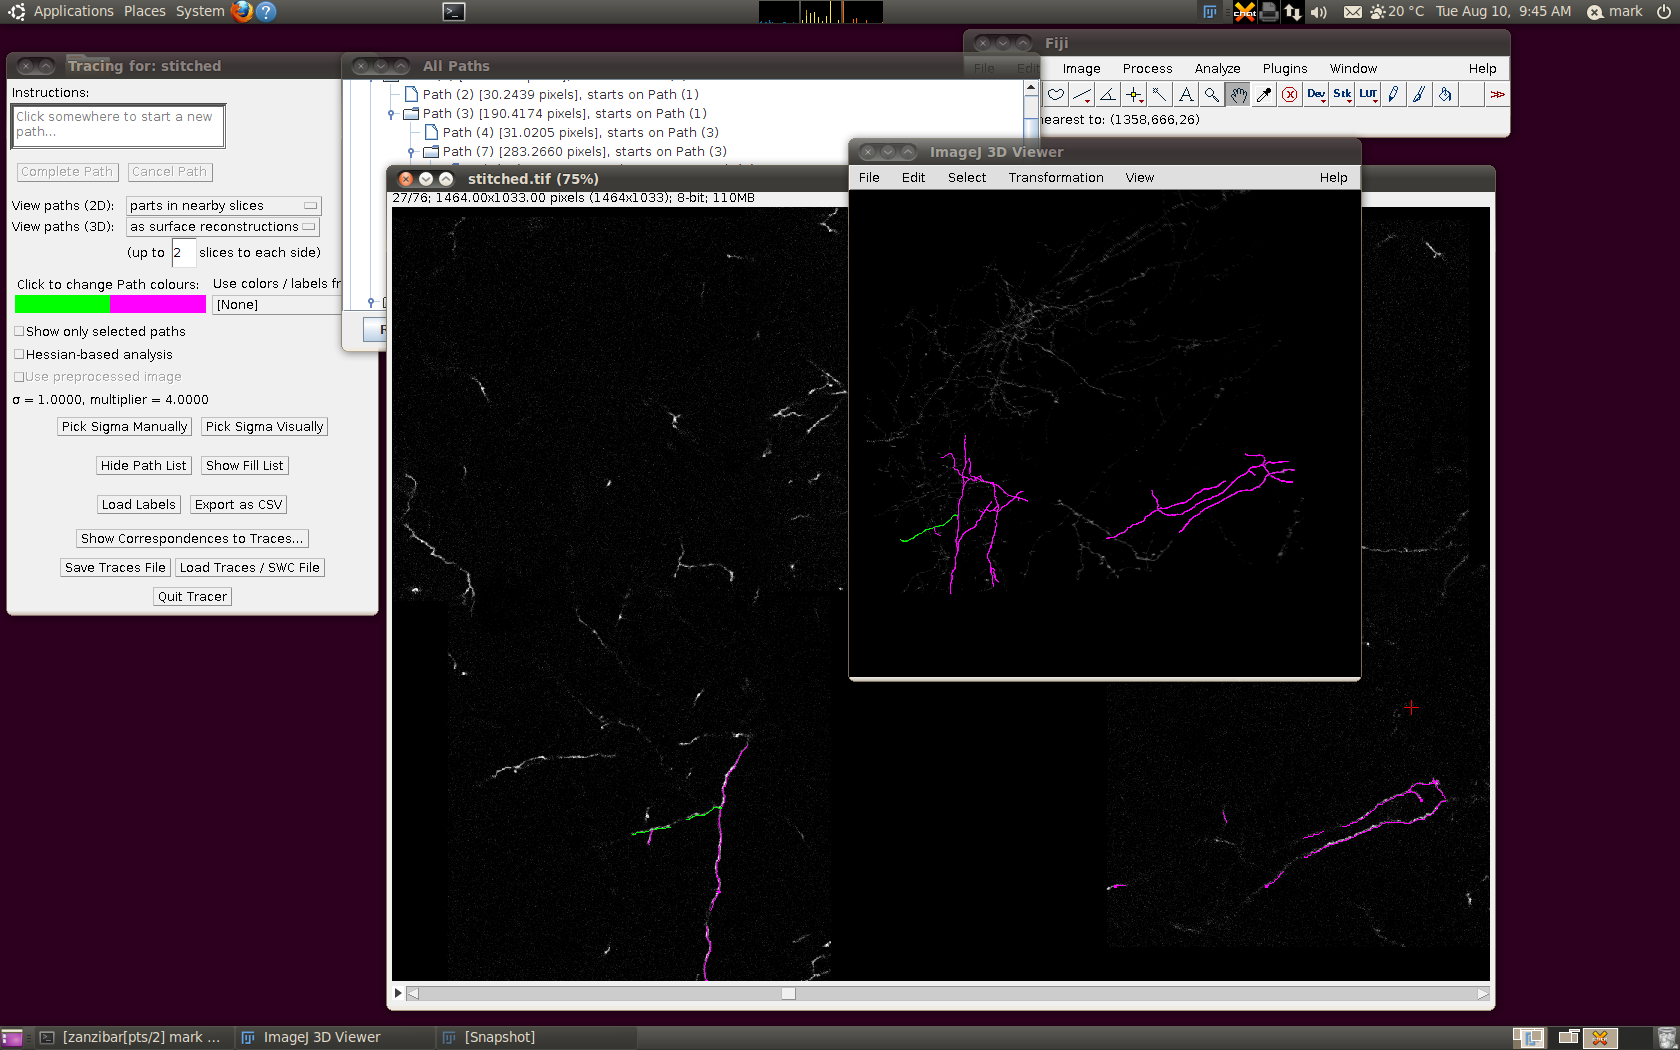 Applications Places System
20 °C Tue Aug 10, 9:45 AM mark
Tracing for: stitched
Instructions:
Click somewhere to start a new
path...
Complete Path Cancel Path
View paths (2D): parts in nearby slices
View paths (3D): as surface reconstructions
(up to 2 slices to each side)
Click to change Path colours: Use colors / labels fr
[None]
Show only selected paths
Hessian-based analysis
Use preprocessed image
σ = 1.0000, multiplier = 4.0000
Pick Sigma Manually Pick Sigma Visually
Hide Path List Show Fill List
Load Labels Export as CSV
Show Correspondences to Traces...
Save Traces File Load Traces / SWC File
Quit Tracer
All Paths
Path (2) [30.2439 pixels], starts on Path (1)
Path (3) [190.4174 pixels], starts on Path (1)
Path (4) [31.0205 pixels], starts on Path (3)
Path (7) [283.2660 pixels], starts on Path (3)
Fiji
File Edit Image Process Analyze Plugins Window Help
A Dev Stk LUT
nearest to: (1358,666,26)
stitched.tif (75%)
27/76; 1464.00x1033.00 pixels (1464x1033); 8-bit; 110MB
ImageJ 3D Viewer
File Edit Select Transformation View Help
[zanzibar[pts/2] mark ... ImageJ 3D Viewer [Snapshot]